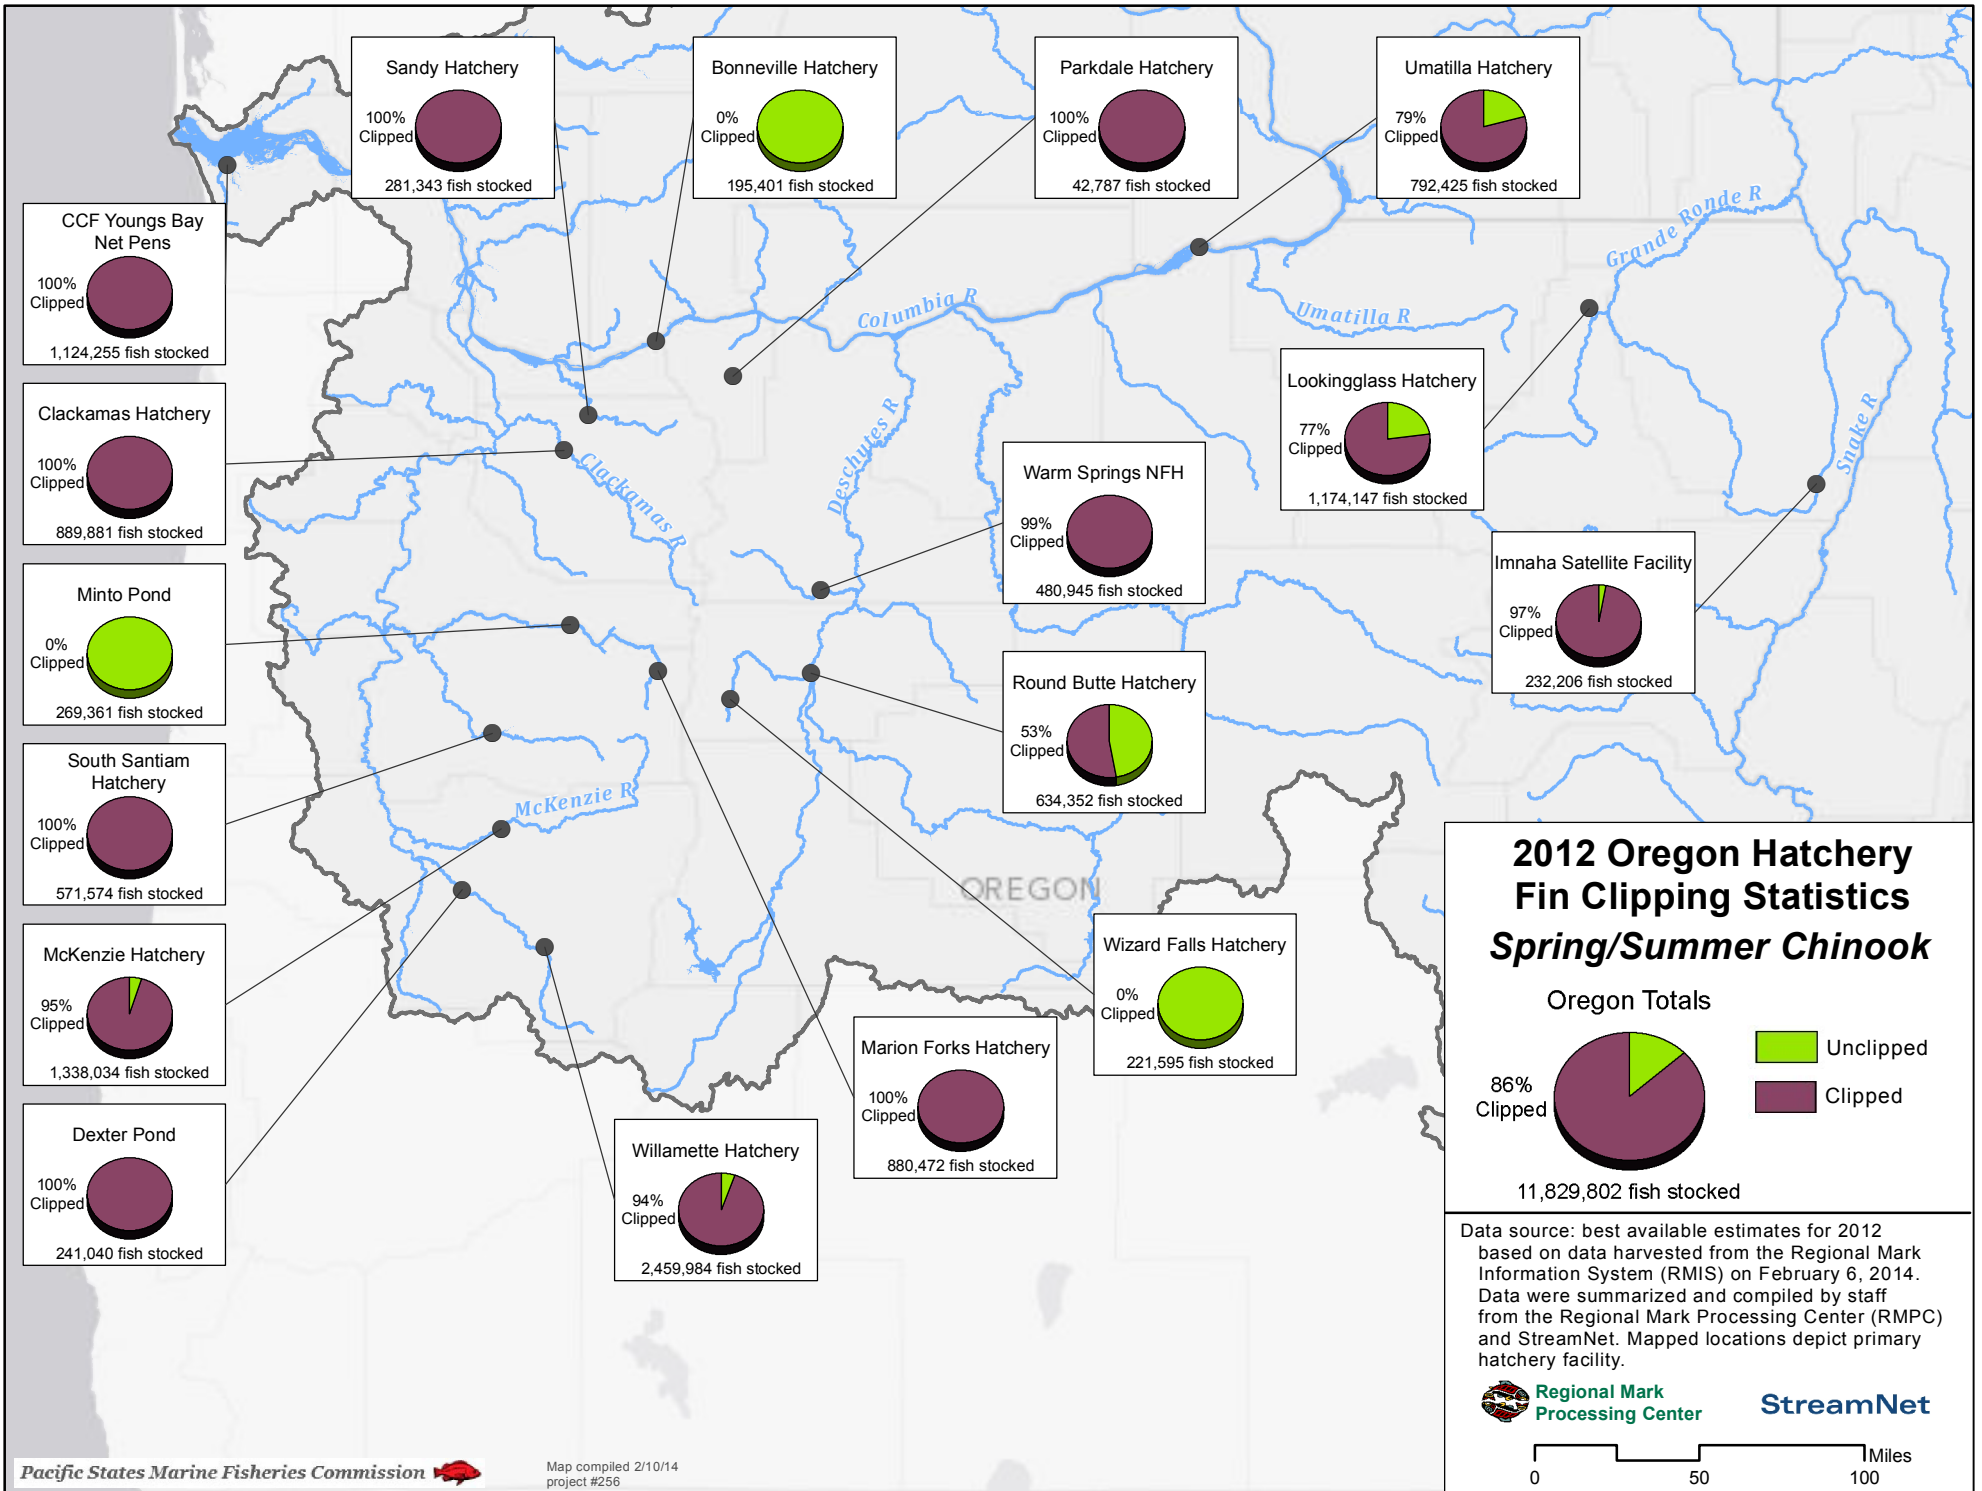 Sandy Hatchery
100%
Clipped
281,343 fish stocked
Bonneville Hatchery
0%
Clipped
195,401 fish stocked
Parkdale Hatchery
100%
Clipped
42,787 fish stocked
Umatilla Hatchery
79%
Clipped
792,425 fish stocked
CCF Youngs Bay
Net Pens
100%
Clipped
1,124,255 fish stocked
Clackamas Hatchery
100%
Clipped
889,881 fish stocked
Minto Pond
0%
Clipped
269,361 fish stocked
South Santiam
Hatchery
100%
Clipped
571,574 fish stocked
McKenzie Hatchery
95%
Clipped
1,338,034 fish stocked
Dexter Pond
100%
Clipped
241,040 fish stocked
Willamette Hatchery
94%
Clipped
2,459,984 fish stocked
Marion Forks Hatchery
100%
Clipped
880,472 fish stocked
Wizard Falls Hatchery
0%
Clipped
221,595 fish stocked
Round Butte Hatchery
53%
Clipped
634,352 fish stocked
Warm Springs NFH
99%
Clipped
480,945 fish stocked
Lookingglass Hatchery
77%
Clipped
1,174,147 fish stocked
Imnaha Satellite Facility
97%
Clipped
232,206 fish stocked
Columbia R
Umatilla R
Grande Ronde R
Snake R
Deschutes R
Clackamas R
McKenzie R
OREGON
2012 Oregon Hatchery
Fin Clipping Statistics
Spring/Summer Chinook
Oregon Totals
86%
Clipped
11,829,802 fish stocked
Unclipped
Clipped
Data source: best available estimates for 2012
based on data harvested from the Regional Mark
Information System (RMIS) on February 6, 2014.
Data were summarized and compiled by staff
from the Regional Mark Processing Center (RMPC)
and StreamNet. Mapped locations depict primary
hatchery facility.
Regional Mark
Processing Center
StreamNet
Miles
0 50 100
Pacific States Marine Fisheries Commission
Map compiled 2/10/14
project #256